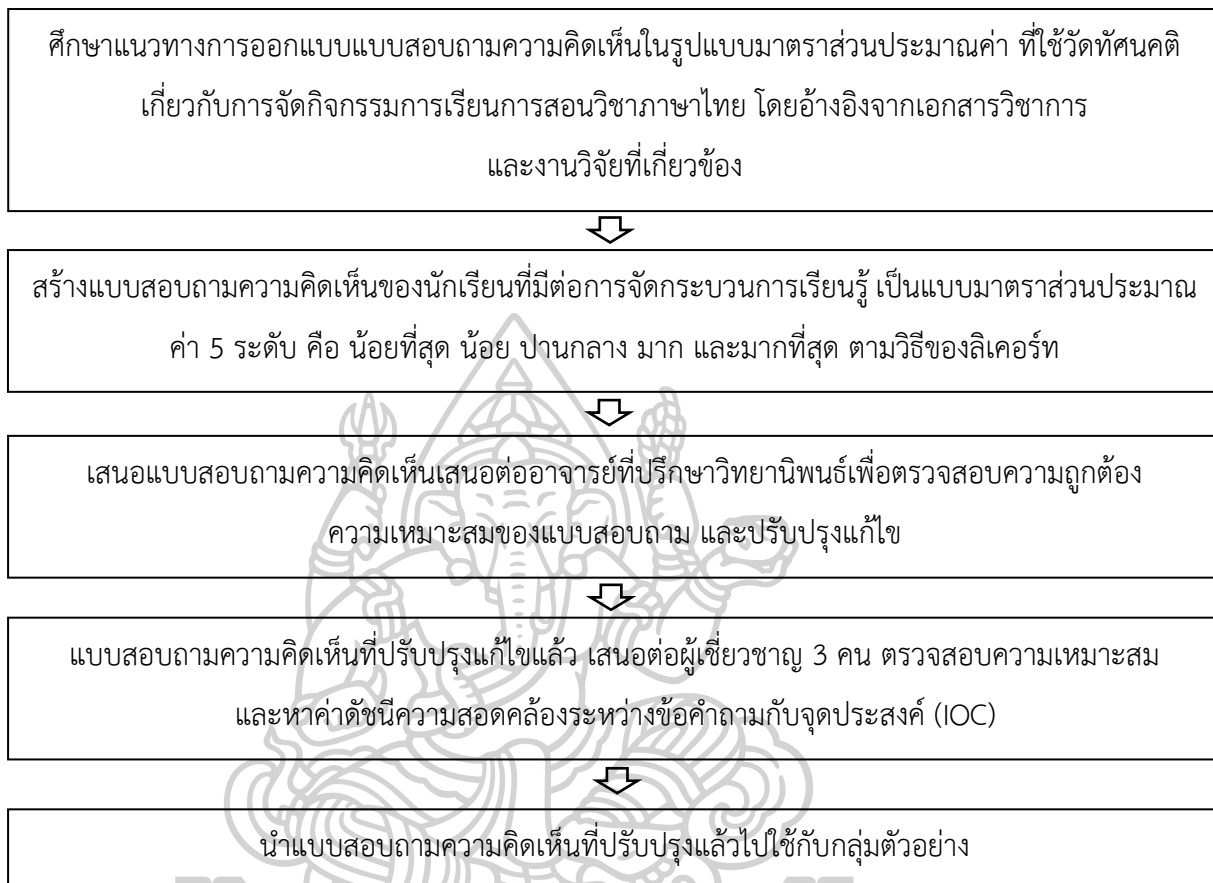 ศึกษาแนวทางการออกแบบแบบสอบถามความคิดเห็นในรูปแบบมาตราส่วนประมาณค่า ที่ใช้วัดทัศนคติ
เกี่ยวกับการจัดกิจกรรมการเรียนการสอนวิชาภาษาไทย โดยอ้างอิงจากเอกสารวิชาการ
และงานวิจัยที่เกี่ยวข้อง
สร้างแบบสอบถามความคิดเห็นของนักเรียนที่มีต่อการจัดกระบวนการเรียนรู้ เป็นแบบมาตราส่วนประมาณ
ค่า 5 ระดับ คือ น้อยที่สุด น้อย ปานกลาง มาก และมากที่สุด ตามวิธีของลิเคอร์ท
เสนอแบบสอบถามความคิดเห็นเสนอต่ออาจารย์ที่ปรึกษาวิทยานิพนธ์เพื่อตรวจสอบความถูกต้อง
ความเหมาะสมของแบบสอบถาม และปรับปรุงแก้ไข
แบบสอบถามความคิดเห็นที่ปรับปรุงแก้ไขแล้ว เสนอต่อผู้เชี่ยวชาญ 3 คน ตรวจสอบความเหมาะสม
และหาค่าดัชนีความสอดคล้องระหว่างข้อคำถามกับจุดประสงค์ (IOC)
นำแบบสอบถามความคิดเห็นที่ปรับปรุงแล้วไปใช้กับกลุ่มตัวอย่าง